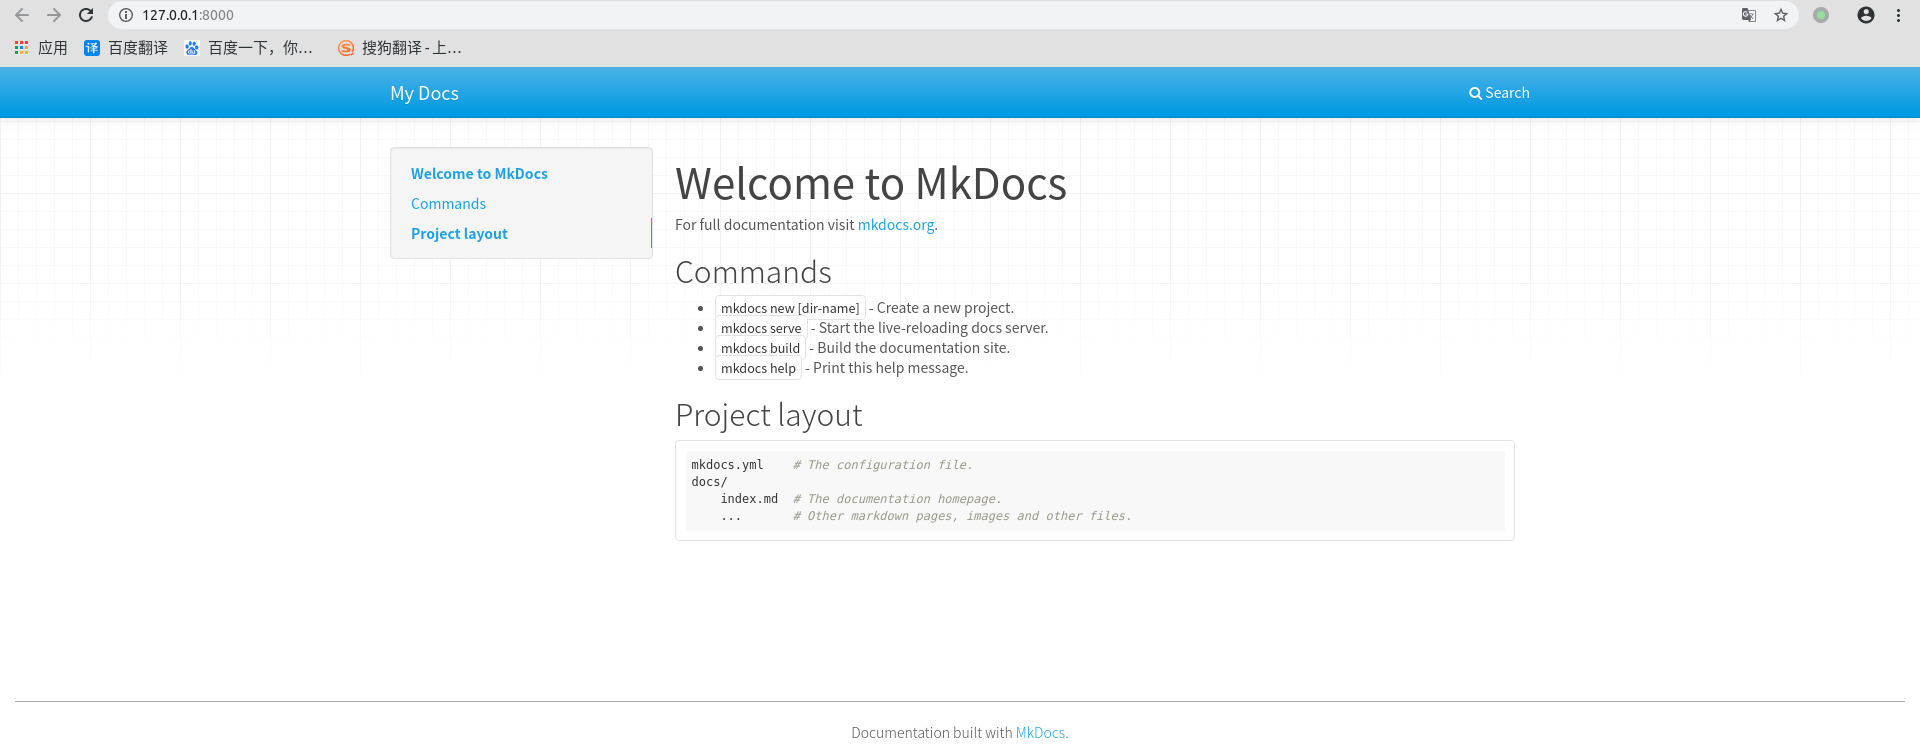 127.0.0.1:8000
应用 译 百度翻译 百度一下，你... 搜狗翻译 - 上...
My Docs Search
Welcome to MkDocs
Commands
Project layout
Welcome to MkDocs
For full documentation visit mkdocs.org.
Commands
mkdocs new [dir-name] - Create a new project.
mkdocs serve - Start the live-reloading docs server.
mkdocs build - Build the documentation site.
mkdocs help - Print this help message.
Project layout
mkdocs.yml    # The configuration file.
docs/
    index.md  # The documentation homepage.
    ...       # Other markdown pages, images and other files.
Documentation built with MkDocs.